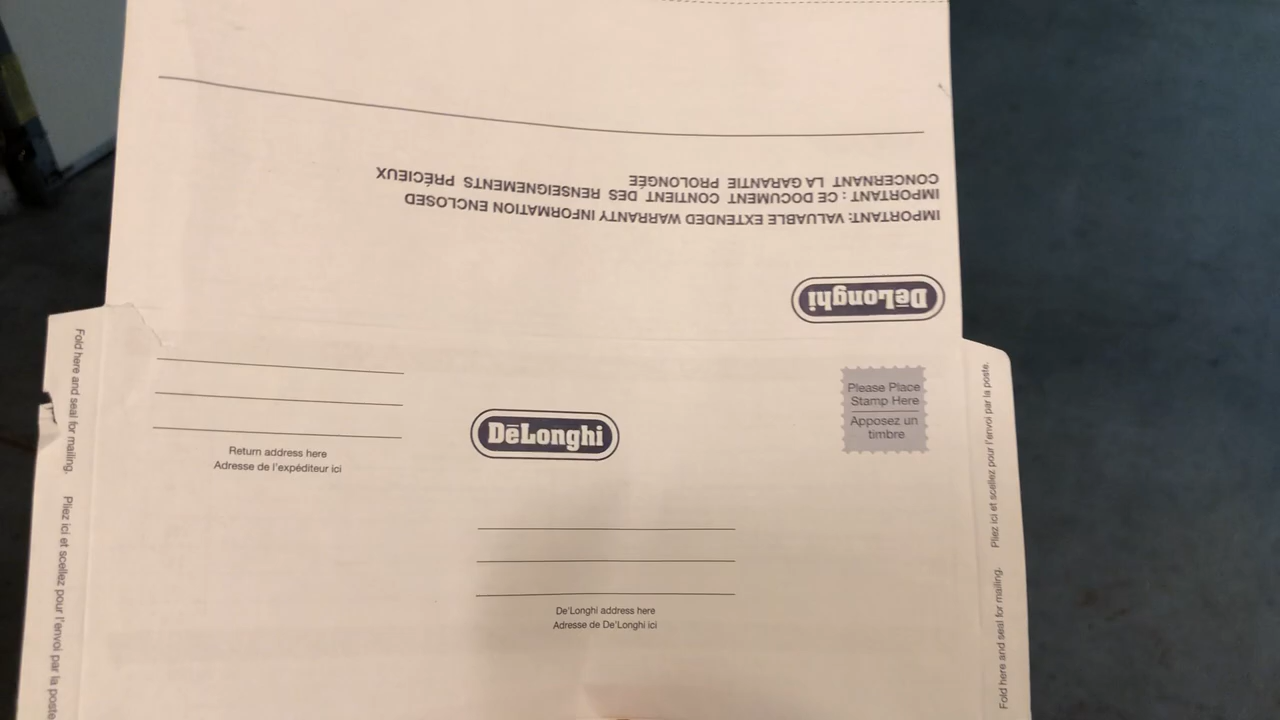 IMPORTANT: VALUABLE EXTENDED WARRANTY INFORMATION ENCLOSED
IMPORTANT : CE DOCUMENT CONTIENT DES RENSEIGNEMENTS PRÉCIEUX
CONCERNANT LA GARANTIE PROLONGÉE
DeLonghi
Return address here
Adresse de l'expéditeur ici
DēLonghi
Please Place
Stamp Here
Apposez un
timbre
De'Longhi address here
Adresse de De'Longhi ici
Fold here and seal for mailing. Pliez ici et scellez pour l'envoi par la poste
Fold here and seal for mailing. Pliez ici et scellez pour l'envoi par la poste.